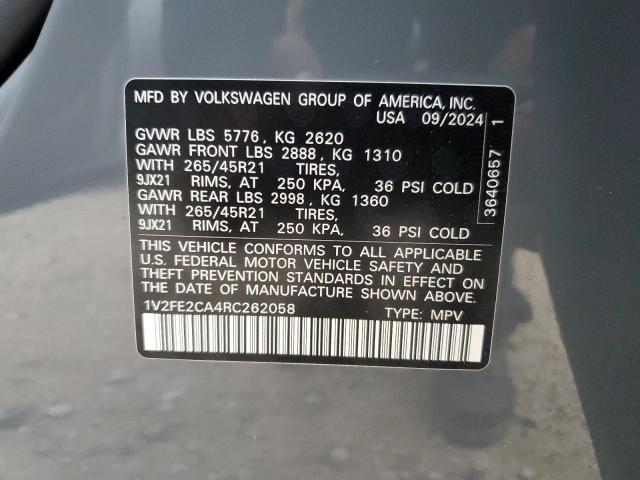 MFD BY VOLKSWAGEN GROUP OF AMERICA, INC.
USA 09/2024
GVWR LBS 5776, KG 2620
GAWR FRONT LBS 2888, KG 1310
WITH 265/45R21 TIRES,
9JX21 RIMS, AT 250 KPA, 36 PSI COLD
GAWR REAR LBS 2998, KG 1360
WITH 265/45R21 TIRES,
9JX21 RIMS, AT 250 KPA, 36 PSI COLD
THIS VEHICLE CONFORMS TO ALL APPLICABLE
U.S. FEDERAL MOTOR VEHICLE SAFETY AND
THEFT PREVENTION STANDARDS IN EFFECT ON
THE DATE OF MANUFACTURE SHOWN ABOVE.
1V2FE2CA4RC262058 TYPE: MPV
3640657 1